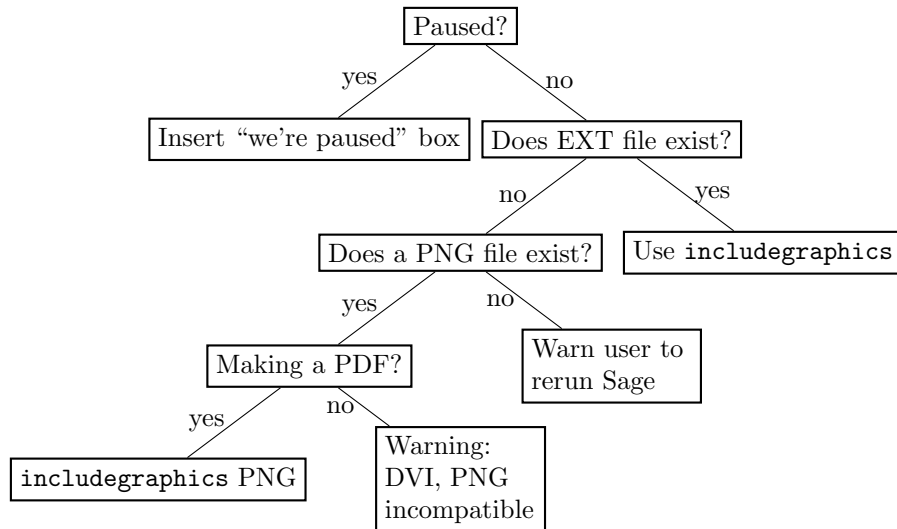 Paused?
yes
no
Insert “we’re paused” box
Does EXT file exist?
no
yes
Does a PNG file exist?
Use includegraphics
yes
no
Making a PDF?
Warn user to
rerun Sage
yes
no
includegraphics PNG
Warning:
DVI, PNG
incompatible